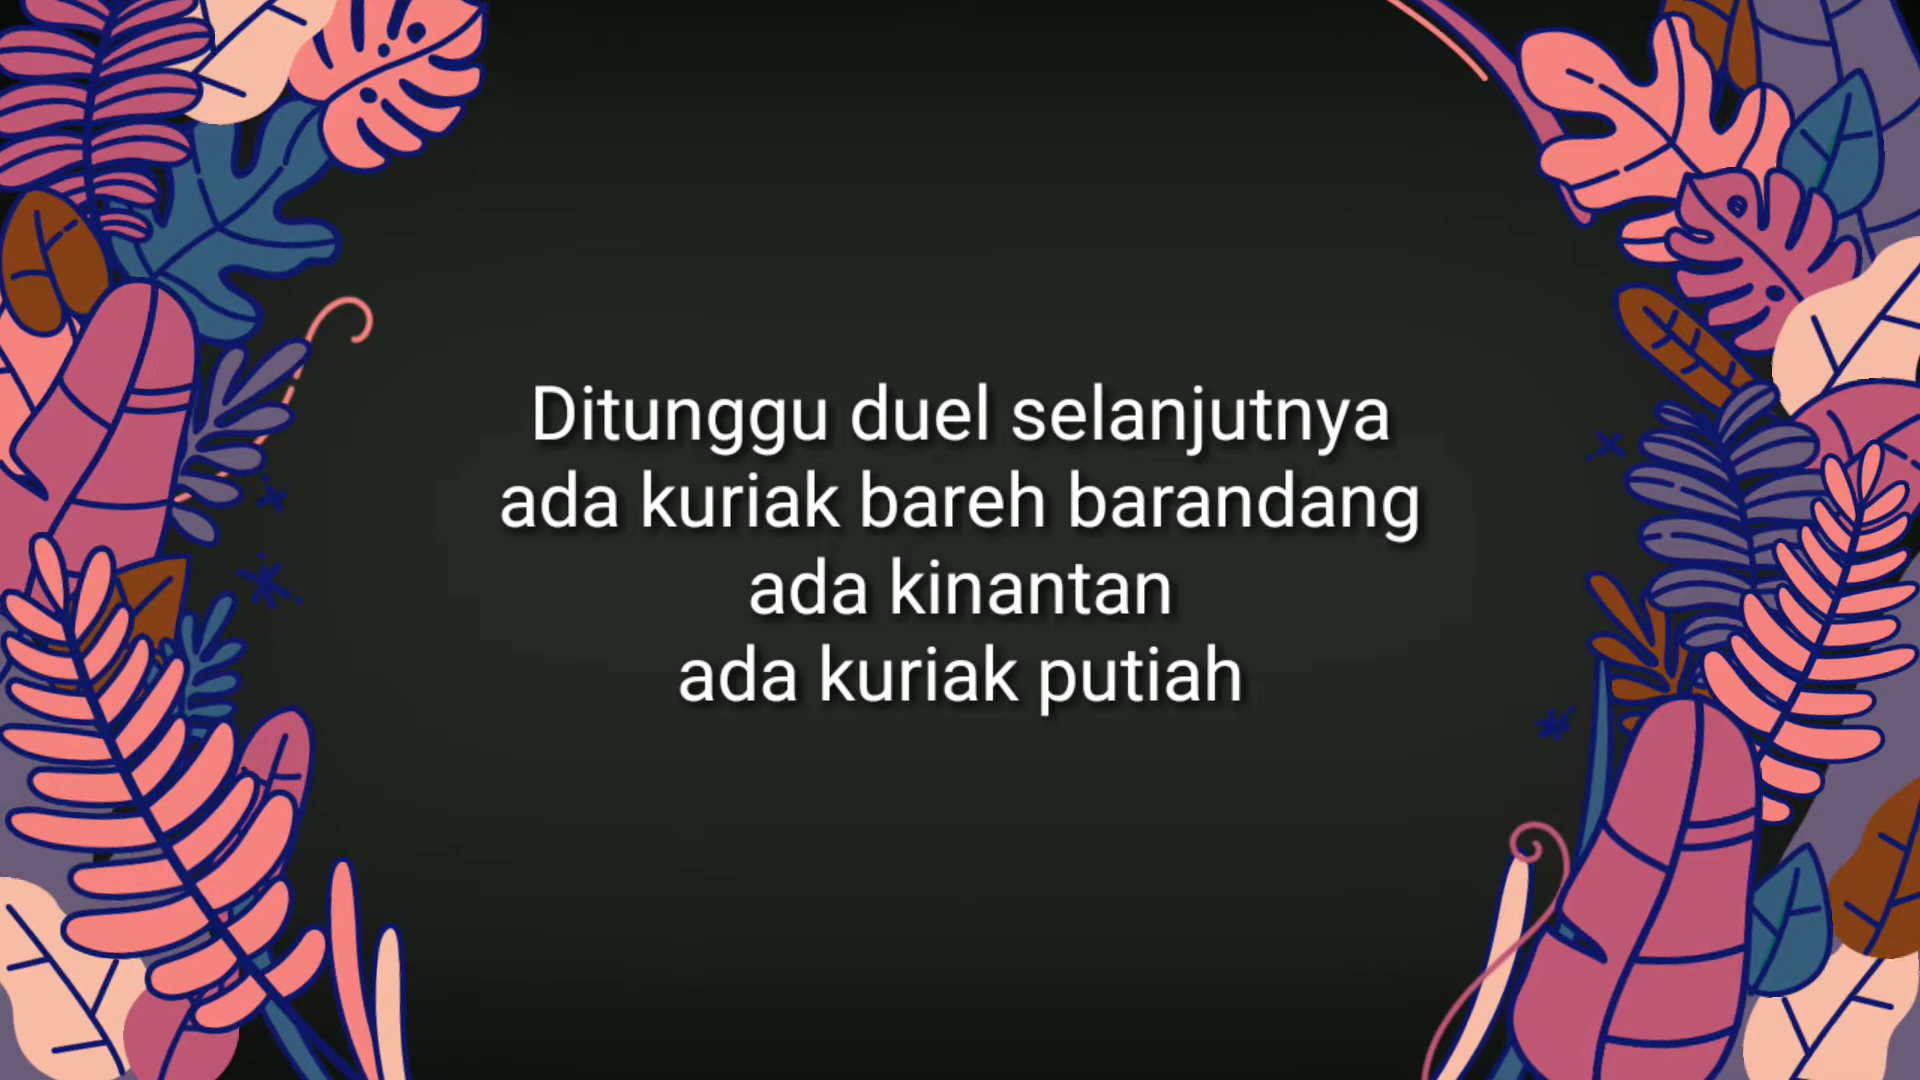 Ditunggu duel selanjutnya
ada kuriak bareh barandang
ada kinantan
ada kuriak putiah